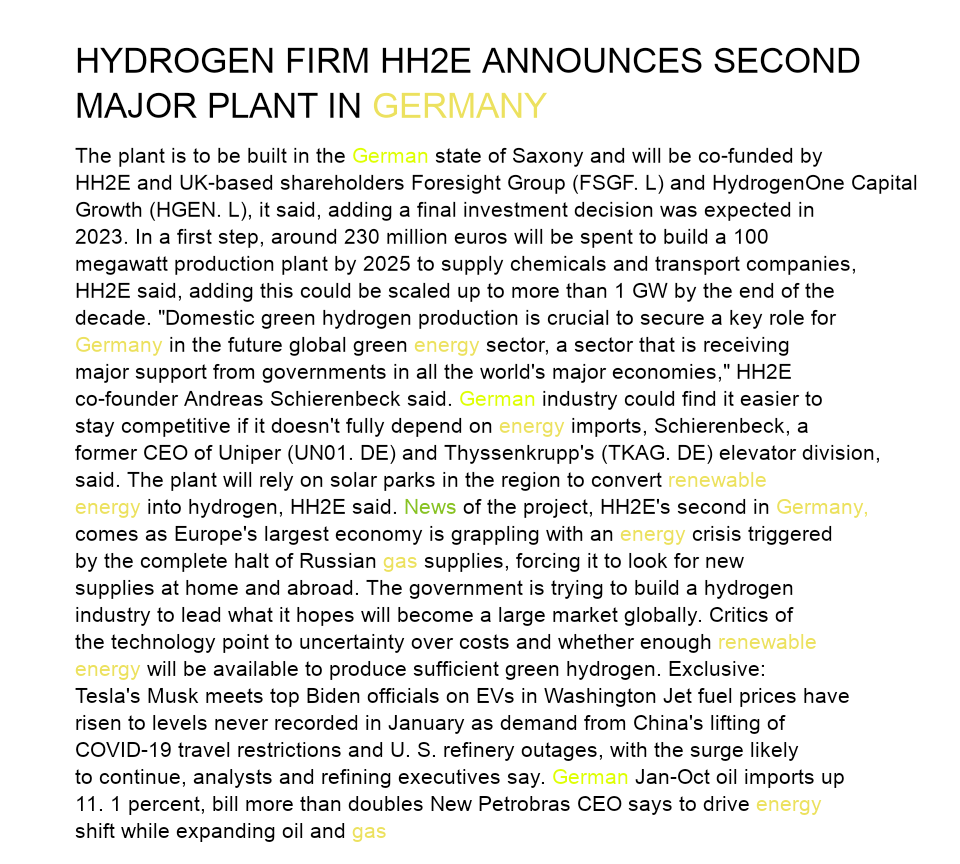 HYDROGEN FIRM HH2E ANNOUNCES SECOND
MAJOR PLANT IN GERMANY
The plant is to be built in the German state of Saxony and will be co-funded by
HH2E and UK-based shareholders Foresight Group (FSGF. L) and HydrogenOne Capital
Growth (HGEN. L), it said, adding a final investment decision was expected in
2023. In a first step, around 230 million euros will be spent to build a 100
megawatt production plant by 2025 to supply chemicals and transport companies,
HH2E said, adding this could be scaled up to more than 1 GW by the end of the
decade. "Domestic green hydrogen production is crucial to secure a key role for
Germany in the future global green energy sector, a sector that is receiving
major support from governments in all the world's major economies," HH2E
co-founder Andreas Schierenbeck said. German industry could find it easier to
stay competitive if it doesn't fully depend on energy imports, Schierenbeck, a
former CEO of Uniper (UN01. DE) and Thyssenkrupp's (TKAG. DE) elevator division,
said. The plant will rely on solar parks in the region to convert renewable
energy into hydrogen, HH2E said. News of the project, HH2E's second in Germany,
comes as Europe's largest economy is grappling with an energy crisis triggered
by the complete halt of Russian gas supplies, forcing it to look for new
supplies at home and abroad. The government is trying to build a hydrogen
industry to lead what it hopes will become a large market globally. Critics of
the technology point to uncertainty over costs and whether enough renewable
energy will be available to produce sufficient green hydrogen. Exclusive:
Tesla's Musk meets top Biden officials on EVs in Washington Jet fuel prices have
risen to levels never recorded in January as demand from China's lifting of
COVID-19 travel restrictions and U. S. refinery outages, with the surge likely
to continue, analysts and refining executives say. German Jan-Oct oil imports up
11. 1 percent, bill more than doubles New Petrobras CEO says to drive energy
shift while expanding oil and gas